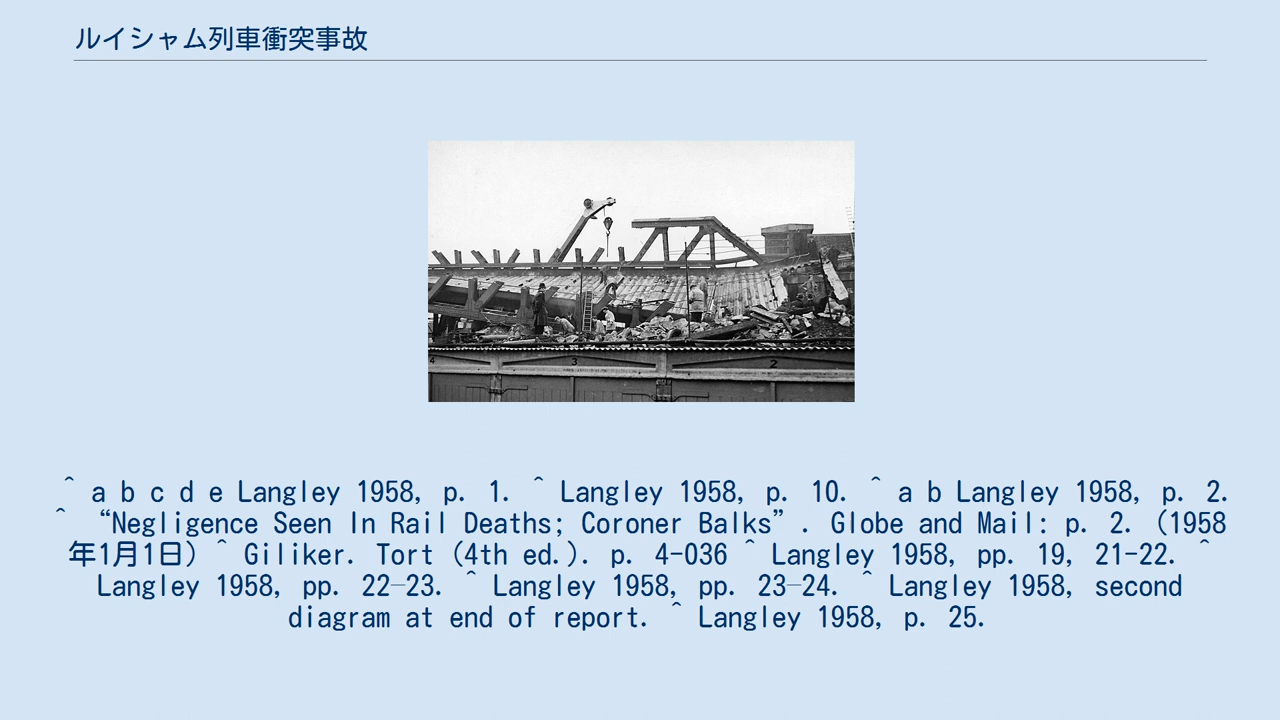 ルイシャム列車衝突事故
4 3 2
^ a b c d e Langley 1958, p. 1. ^ Langley 1958, p. 10. ^ a b Langley 1958, p. 2.
^ “Negligence Seen In Rail Deaths; Coroner Balks”. Globe and Mail: p. 2. (1958
年1月1日) ^ Giliker. Tort (4th ed.). p. 4-036 ^ Langley 1958, pp. 19, 21-22. ^
Langley 1958, pp. 22–23. ^ Langley 1958, pp. 23–24. ^ Langley 1958, second
diagram at end of report. ^ Langley 1958, p. 25.